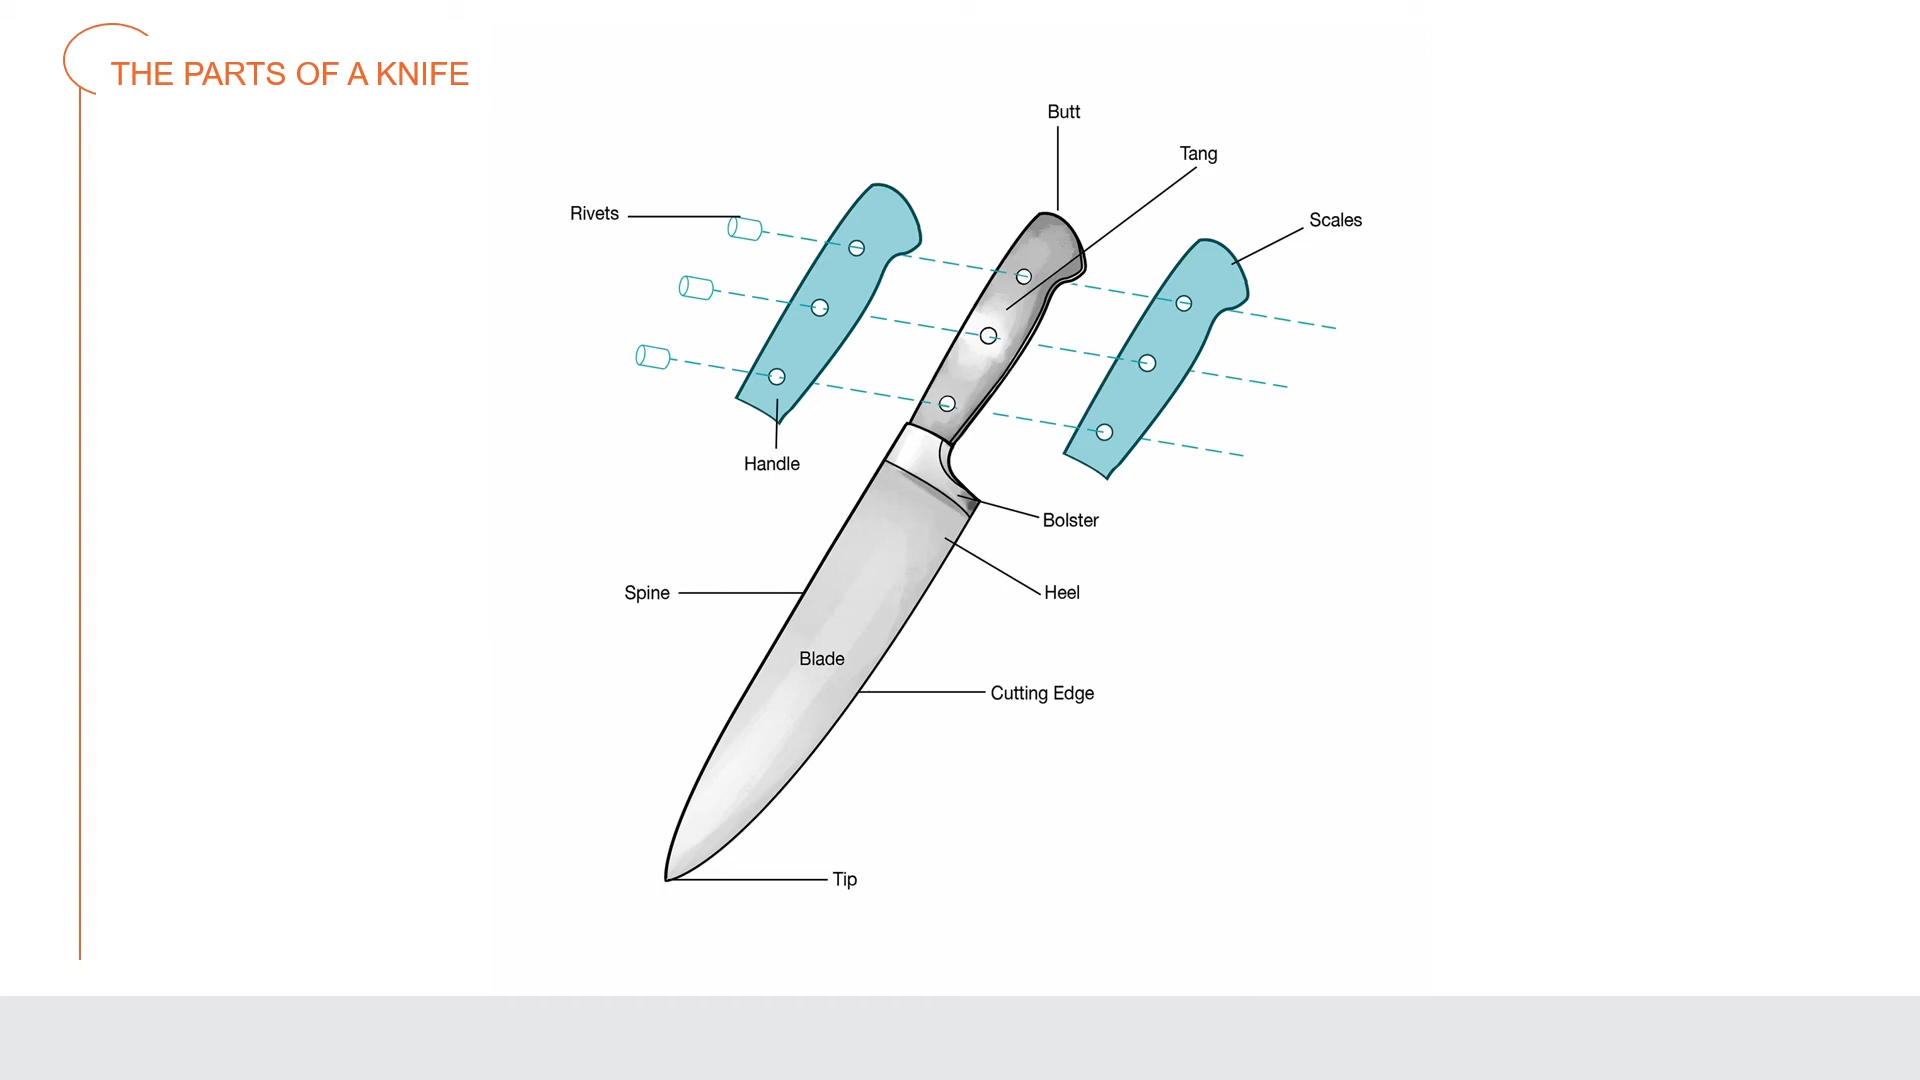 THE PARTS OF A KNIFE
Butt
Tang
Rivets
Scales
Handle
Bolster
Spine
Heel
Blade
Cutting Edge
Tip